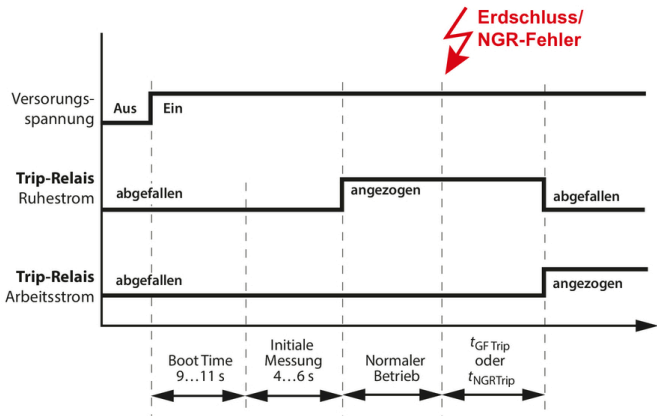 Erdschluss/
NGR-Fehler
Versorungs-
spannung
Aus
Ein
Trip-Relais
Ruhestrom
abgefallen
angezogen
abgefallen
Trip-Relais
Arbeitsstrom
abgefallen
angezogen
Boot Time
9…11 s
Initiale
Messung
4…6 s
Normaler
Betrieb
tGF Trip
oder
tNGRTrip